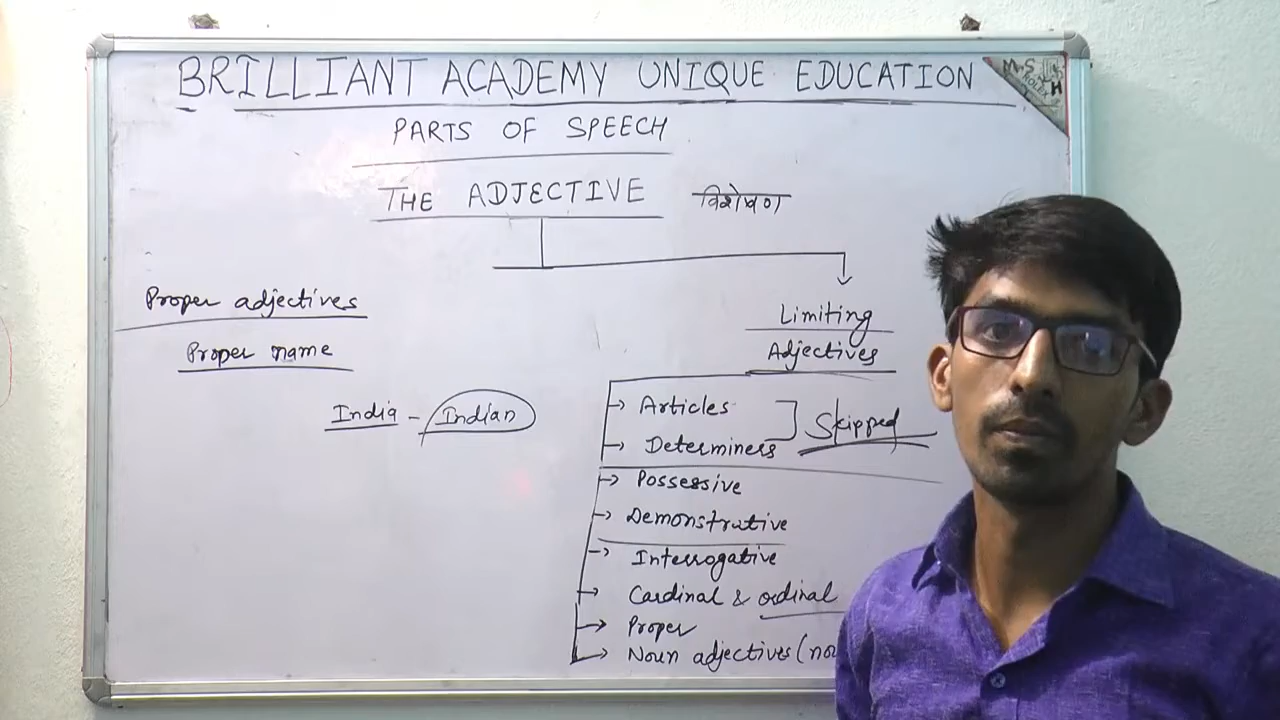 BRILLIANT ACADEMY UNIQUE EDUCATION
PARTS OF SPEECH
THE ADJECTIVE विशेषण
Proper adjectives
Proper name
India - Indian
Limiting
Adjectives
Articles
Determiners
Skipped
Possessive
Demonstrative
Interrogative
Cardinal & ordinal
Proper
Noun adjectives (no